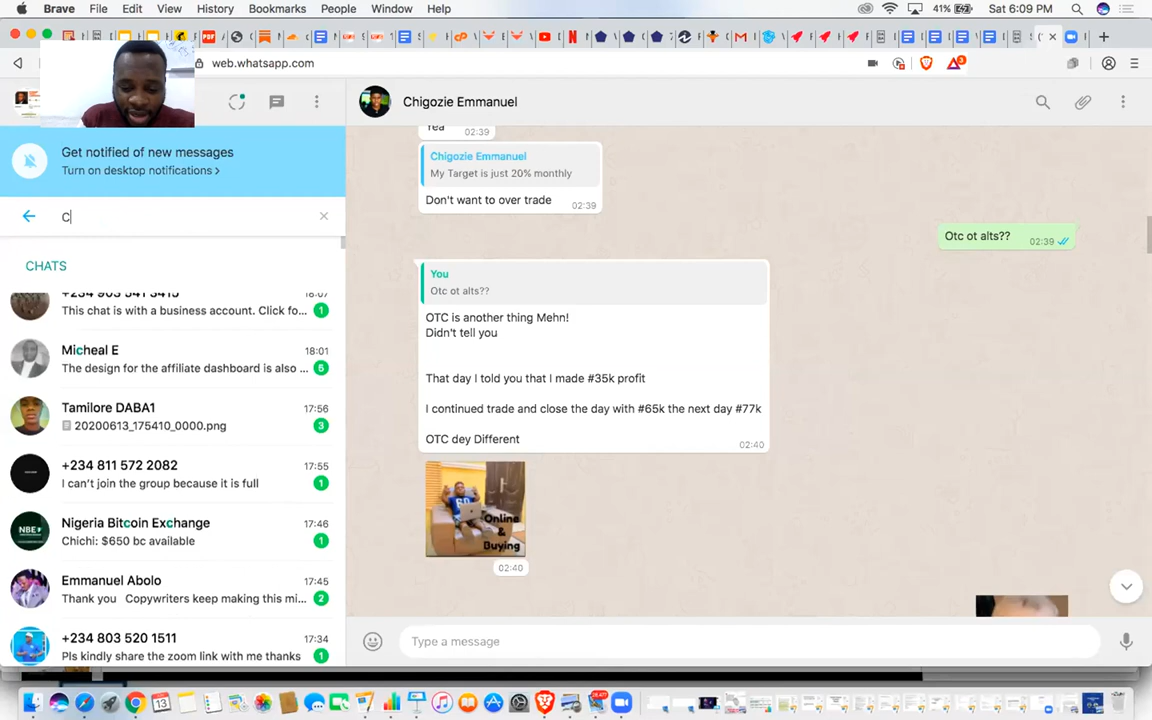 Brave File Edit View History Bookmarks People Window Help 41% Sat 6:09 PM
web.whatsapp.com
Chigozie Emmanuel
Get notified of new messages
Turn on desktop notifications >
C
CHATS
+234 903 541 3415 18:07
This chat is with a business account. Click fo... 1
Micheal E 18:01
The design for the affiliate dashboard is also ... 6
Tamilore DABA1 17:56
20200613_175410_0000.png 3
+234 811 572 2082 17:55
I can't join the group because it is full 1
Nigeria Bitcoin Exchange 17:46
Chichi: $650 bc available 1
Emmanuel Abolo 17:45
Thank you Copywriters keep making this mi... 2
+234 803 520 1511 17:34
Pls kindly share the zoom link with me thanks 1
Yea 02:39
Chigozie Emmanuel
My Target is just 20% monthly
Don't want to over trade 02:39
Otc ot alts?? 02:39
You
Otc ot alts??
OTC is another thing Mehn!
Didn't tell you
That day I told you that I made #35k profit
I continued trade and close the day with #65k the next day #77k
OTC dey Different 02:40
Online
&
Buying
02:40
Type a message